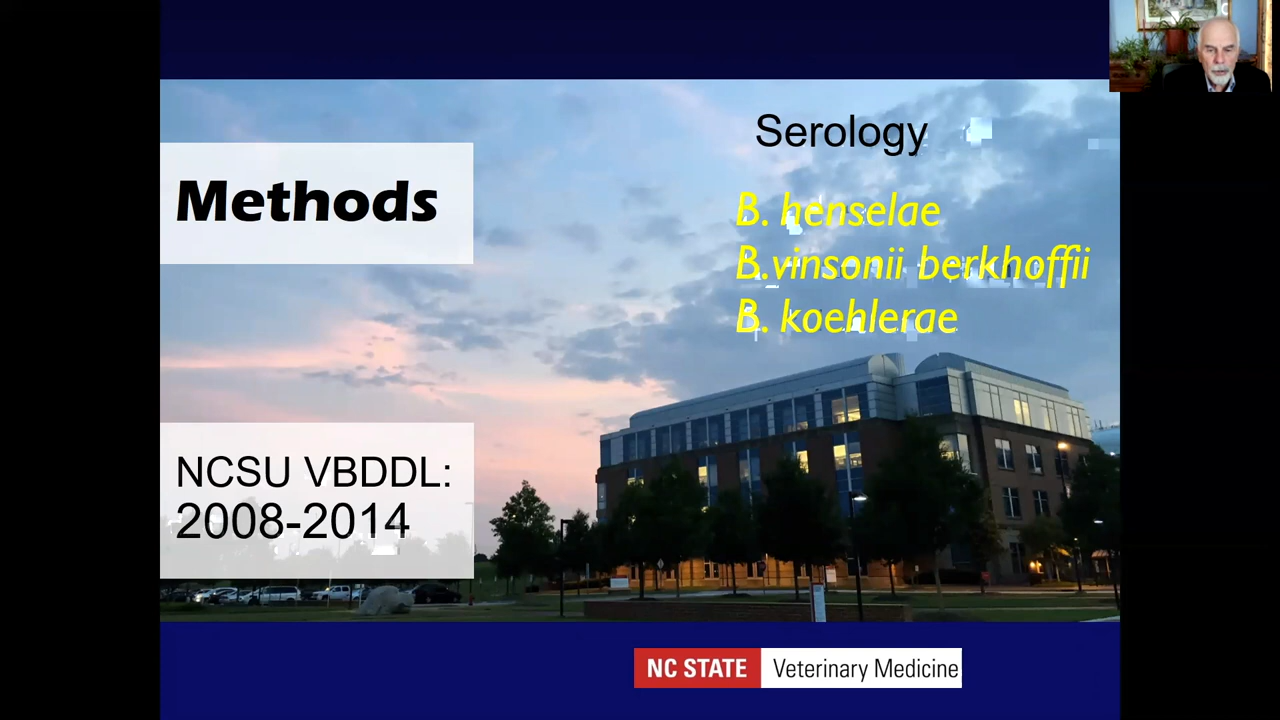 Methods
NCSU VBDDL:
2008-2014
Serology
B. henselae
B.vinsonii berkhoffii
B. koehlerae
NC STATE Veterinary Medicine